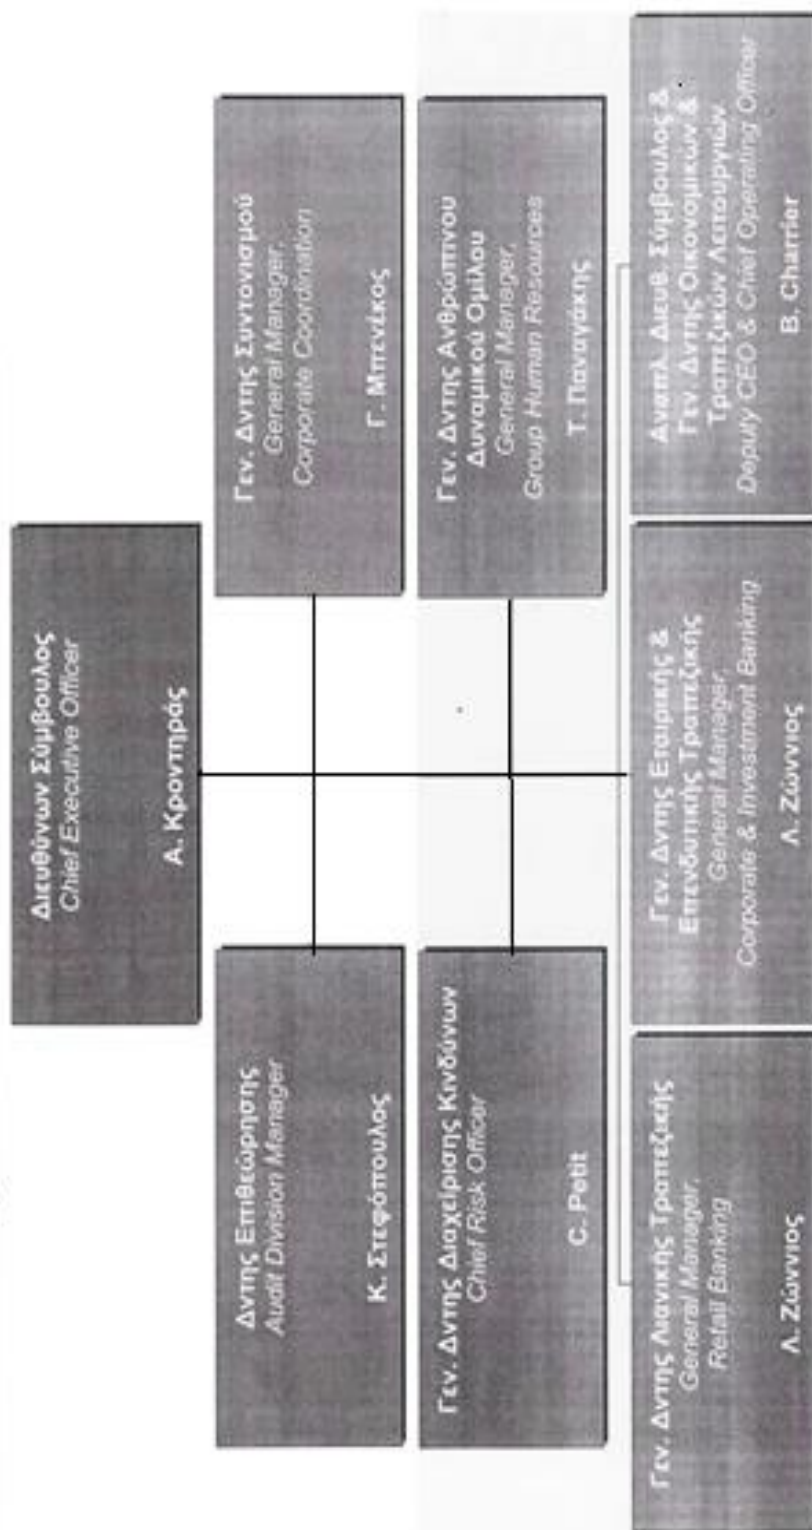 Διευθύνων Σύμβουλος
Chief Executive Officer
Α. Κροντηράς
Δντης Επιθεώρησης
Audit Division Manager
Κ. Στεφόπουλος
Γεν. Δντης Συντονισμού
General Manager,
Corporate Coordination
Γ. Μπενέκος
Γεν. Δντης Διαχείρισης Κινδύνων
Chief Risk Officer
C. Petit
Γεν. Δντης Ανθρώπινου
Δυναμικού Ομίλου
General Manager,
Group Human Resources
Τ. Παναγάκης
Γεν. Δντης Λιανικής Τραπεζικής
General Manager,
Retail Banking
Λ. Ζώννιος
Γεν. Δντης Εταιρικής &
Επενδυτικής Τραπεζικής
General Manager,
Corporate & Investment Banking
Λ. Ζώννιος
Αναπλ. Διευθ. Σύμβουλος &
Γεν. Δντης Οικονομικών &
Τραπεζικών Λειτουργιών
Deputy CEO & Chief Operating Officer
B. Charrier